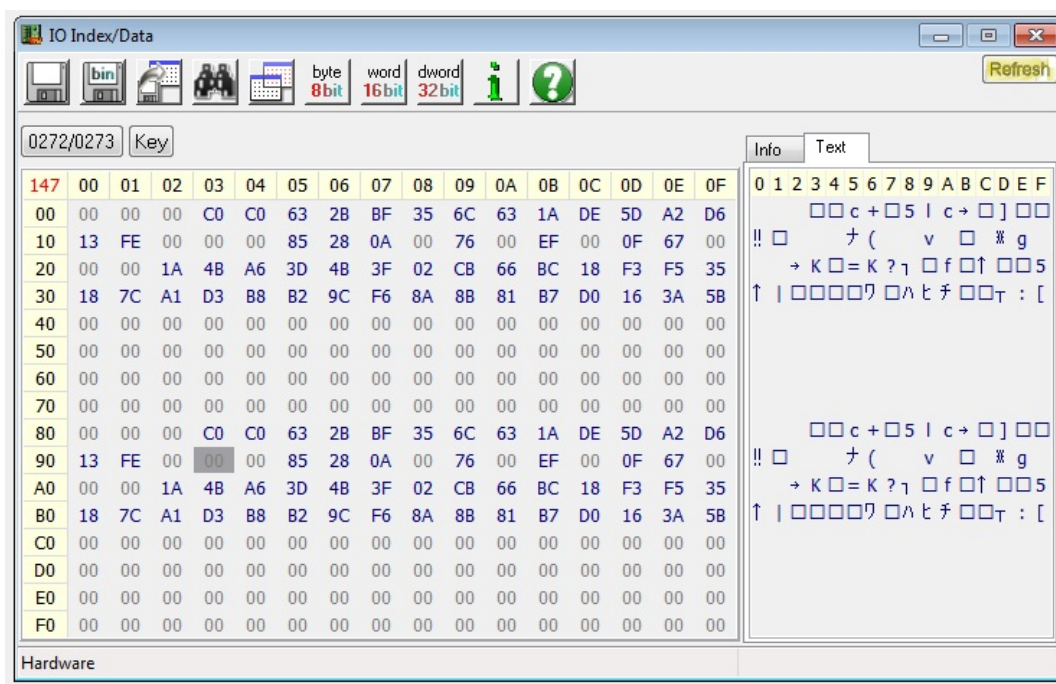 IO Index/Data
bin byte 8bit word 16bit dword 32bit Refresh
0272/0273 Key
Info Text
147 00 01 02 03 04 05 06 07 08 09 0A 0B 0C 0D 0E 0F 0 1 2 3 4 5 6 7 8 9 A B C D E F
00 00 00 00 C0 C0 63 2B BF 35 6C 63 1A DE 5D A2 D6 □□c+□5lc→□]□□
10 13 FE 00 00 00 85 28 0A 00 76 00 EF 00 0F 67 00 ‼□ ナ( v □ ※g
20 00 00 1A 4B A6 3D 4B 3F 02 CB 66 BC 18 F3 F5 35 →K□=K?┐□f□↑□□5
30 18 7C A1 D3 B8 B2 9C F6 8A 8B 81 B7 D0 16 3A 5B ↑|□□□□ワ□ハヒチ□□┬:[
40 00 00 00 00 00 00 00 00 00 00 00 00 00 00 00 00
50 00 00 00 00 00 00 00 00 00 00 00 00 00 00 00 00
60 00 00 00 00 00 00 00 00 00 00 00 00 00 00 00 00
70 00 00 00 00 00 00 00 00 00 00 00 00 00 00 00 00
80 00 00 00 C0 C0 63 2B BF 35 6C 63 1A DE 5D A2 D6 □□c+□5lc→□]□□
90 13 FE 00 00 00 85 28 0A 00 76 00 EF 00 0F 67 00 ‼□ ナ( v □ ※g
A0 00 00 1A 4B A6 3D 4B 3F 02 CB 66 BC 18 F3 F5 35 →K□=K?┐□f□↑□□5
B0 18 7C A1 D3 B8 B2 9C F6 8A 8B 81 B7 D0 16 3A 5B ↑|□□□□ワ□ハヒチ□□┬:[
C0 00 00 00 00 00 00 00 00 00 00 00 00 00 00 00 00
D0 00 00 00 00 00 00 00 00 00 00 00 00 00 00 00 00
E0 00 00 00 00 00 00 00 00 00 00 00 00 00 00 00 00
F0 00 00 00 00 00 00 00 00 00 00 00 00 00 00 00 00
Hardware